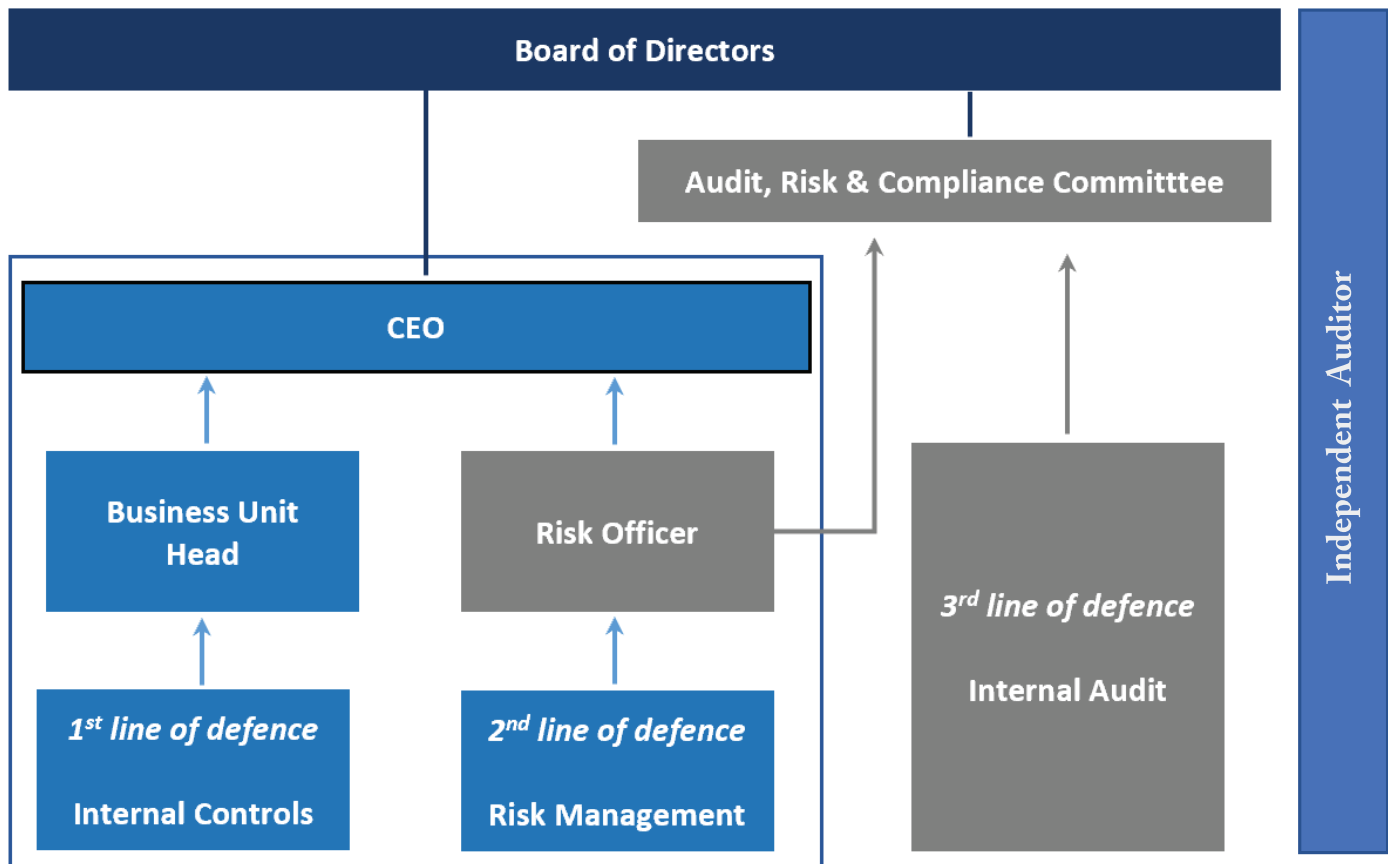 Board of Directors
Audit, Risk & Compliance Committtee
CEO
Business Unit
Head
Risk Officer
1st line of defence
Internal Controls
2nd line of defence
Risk Management
3rd line of defence
Internal Audit
Independent Auditor